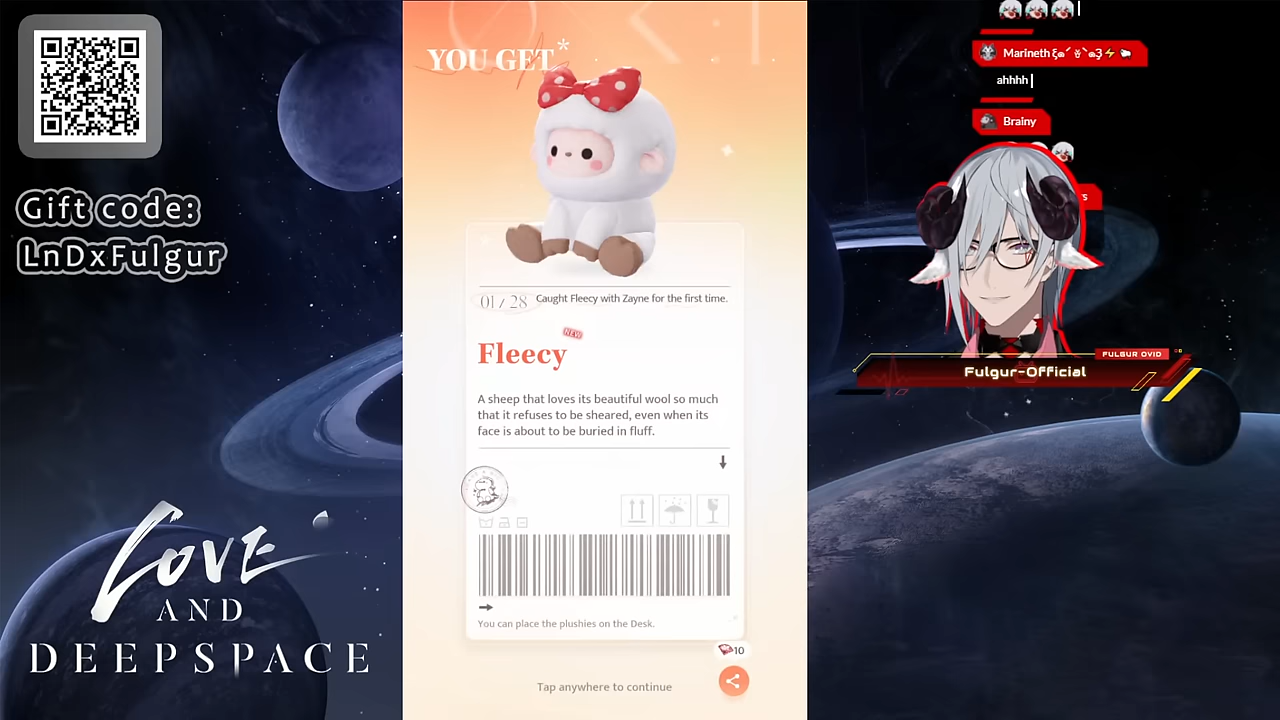 Gift code:
LnDxFulgur
LOVE
AND
DEEPSPACE
YOU GET*
01 / 28 Caught Fleecy with Zayne for the first time.
NEW
Fleecy
A sheep that loves its beautiful wool so much
that it refuses to be sheared, even when its
face is about to be buried in fluff.
You can place the plushies on the Desk.
10
Tap anywhere to continue
Marineth
ahhhh
Brainy
FULGUR OVID
Fulgur-Official